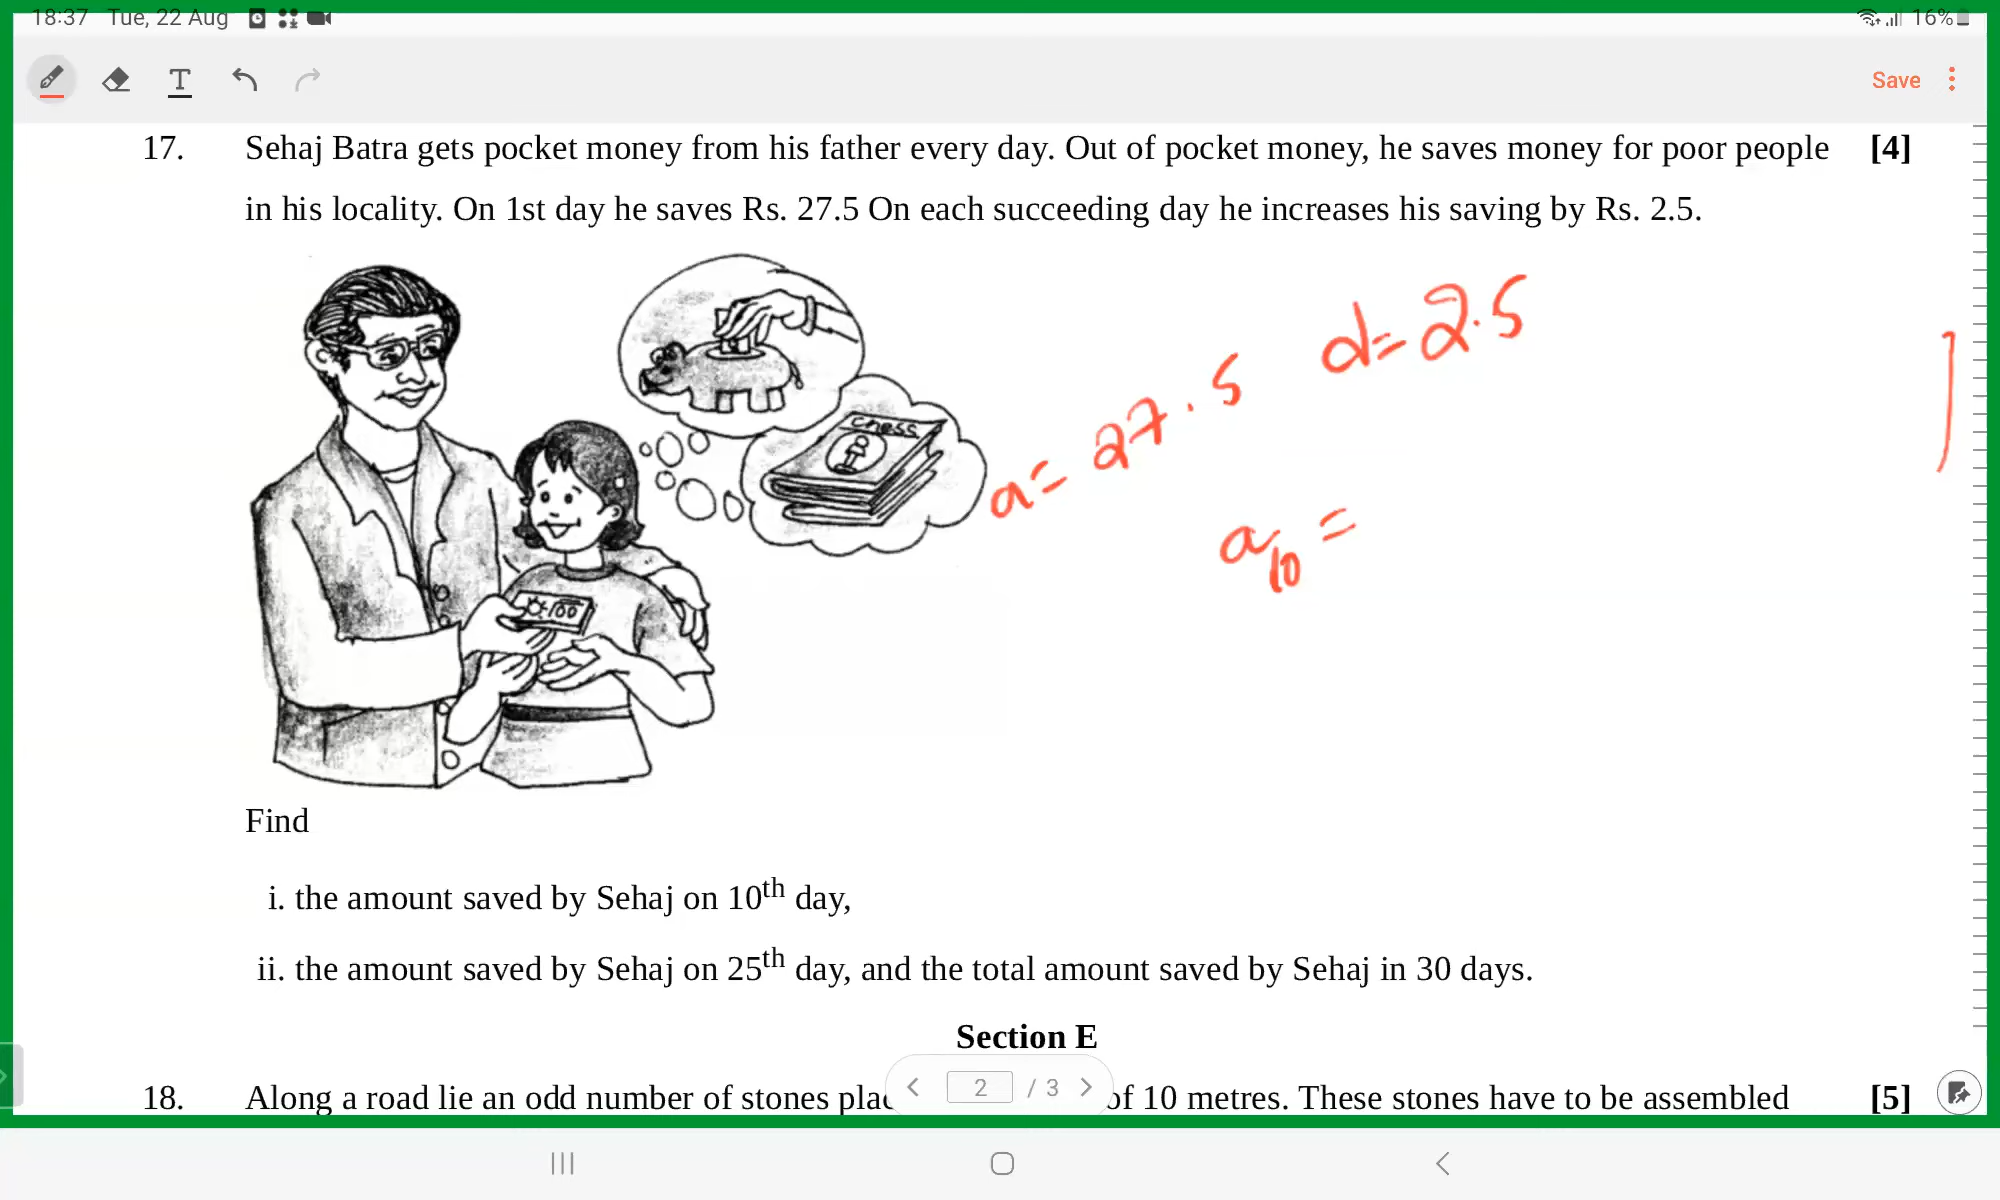 18:37 Tue, 22 Aug 16%
T Save
17. Sehaj Batra gets pocket money from his father every day. Out of pocket money, he saves money for poor people [4]
in his locality. On 1st day he saves Rs. 27.5 On each succeeding day he increases his saving by Rs. 2.5.
d=2.5
a= 27.5
chess
a10 =
100
Find
i. the amount saved by Sehaj on 10th day,
ii. the amount saved by Sehaj on 25th day, and the total amount saved by Sehaj in 30 days.
Section E
2 / 3
18. Along a road lie an odd number of stones plac of 10 metres. These stones have to be assembled [5]